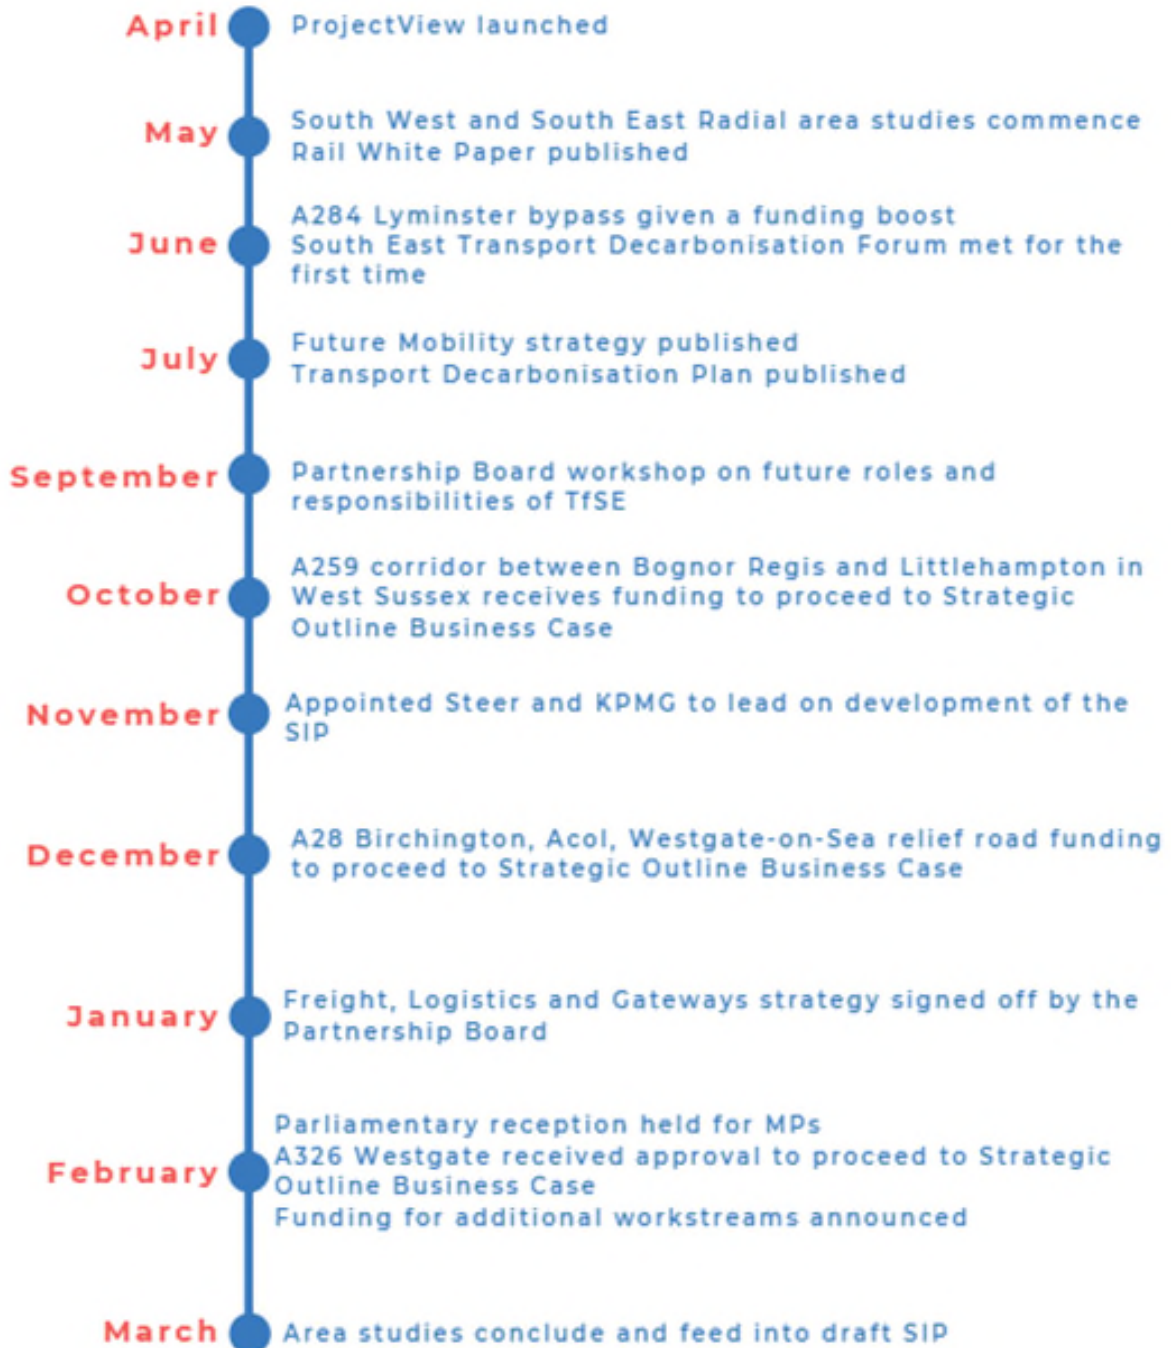 April
ProjectView launched
May
South West and South East Radial area studies commence
Rail White Paper published
June
A284 Lyminster bypass given a funding boost
South East Transport Decarbonisation Forum met for the
first time
July
Future Mobility strategy published
Transport Decarbonisation Plan published
September
Partnership Board workshop on future roles and
responsibilities of TfSE
October
A259 corridor between Bognor Regis and Littlehampton in
West Sussex receives funding to proceed to Strategic
Outline Business Case
November
Appointed Steer and KPMG to lead on development of the
SIP
December
A28 Birchington, Acol, Westgate-on-Sea relief road funding
to proceed to Strategic Outline Business Case
January
Freight, Logistics and Gateways strategy signed off by the
Partnership Board
February
Parliamentary reception held for MPs
A326 Westgate received approval to proceed to Strategic
Outline Business Case
Funding for additional workstreams announced
March
Area studies conclude and feed into draft SIP